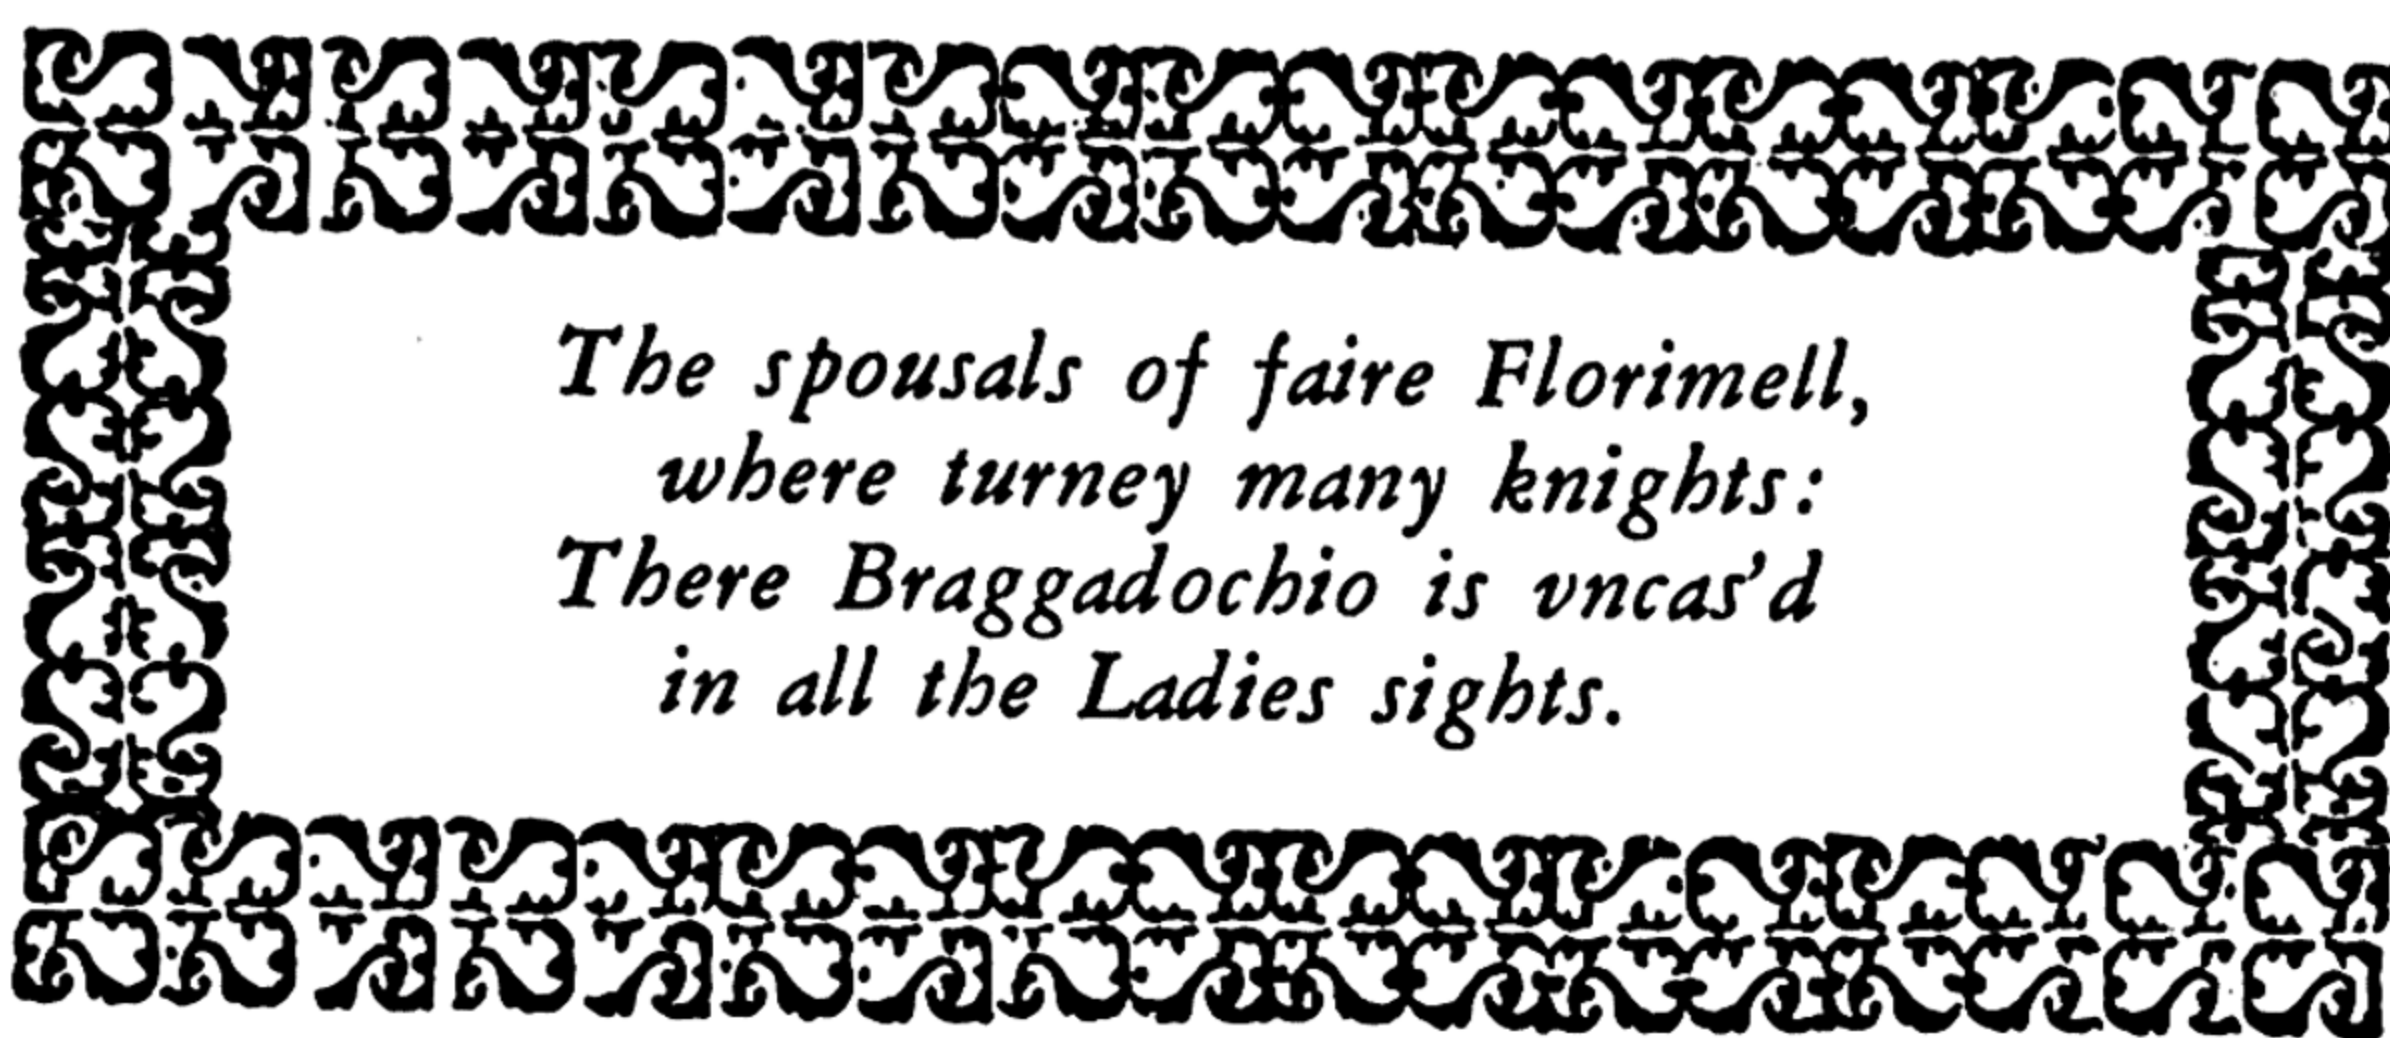 The spousals of faire Florimell,
where turney many knights:
There Braggadochio is vncas'd
in all the Ladies sights.